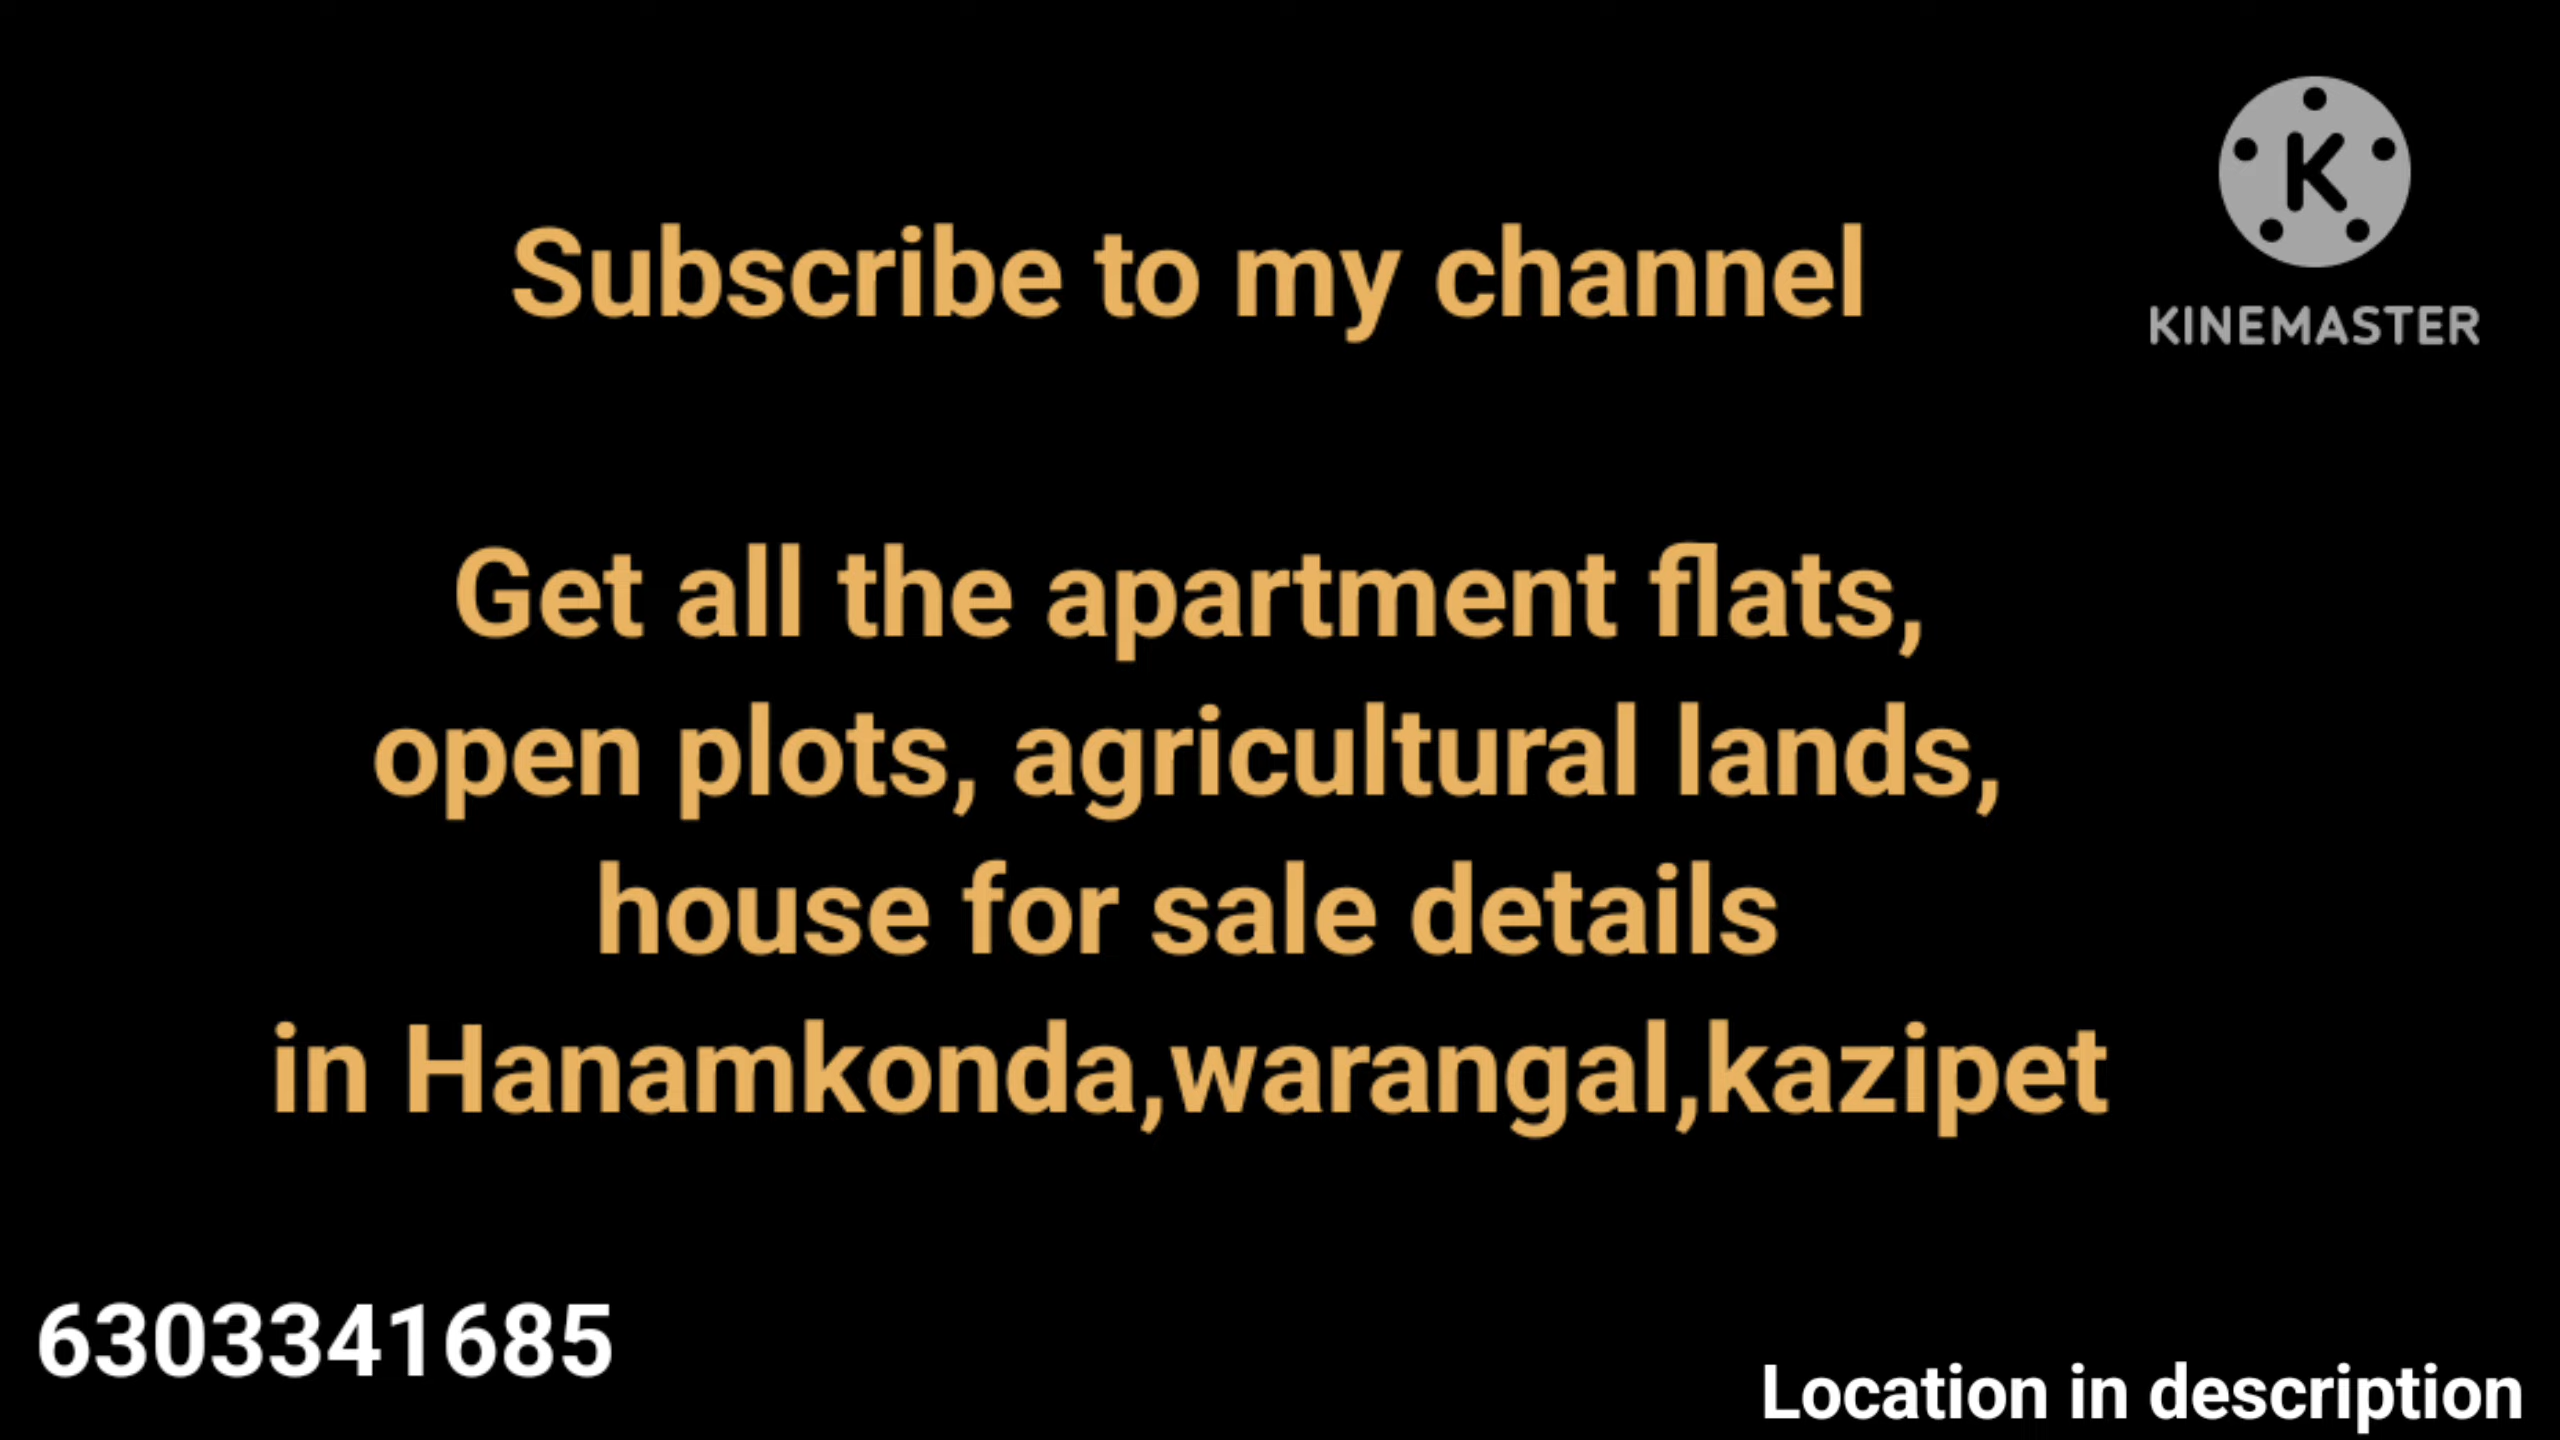 Subscribe to my channel
K
KINEMASTER
Get all the apartment flats,
open plots, agricultural lands,
house for sale details
in Hanamkonda,warangal,kazipet
6303341685
Location in description